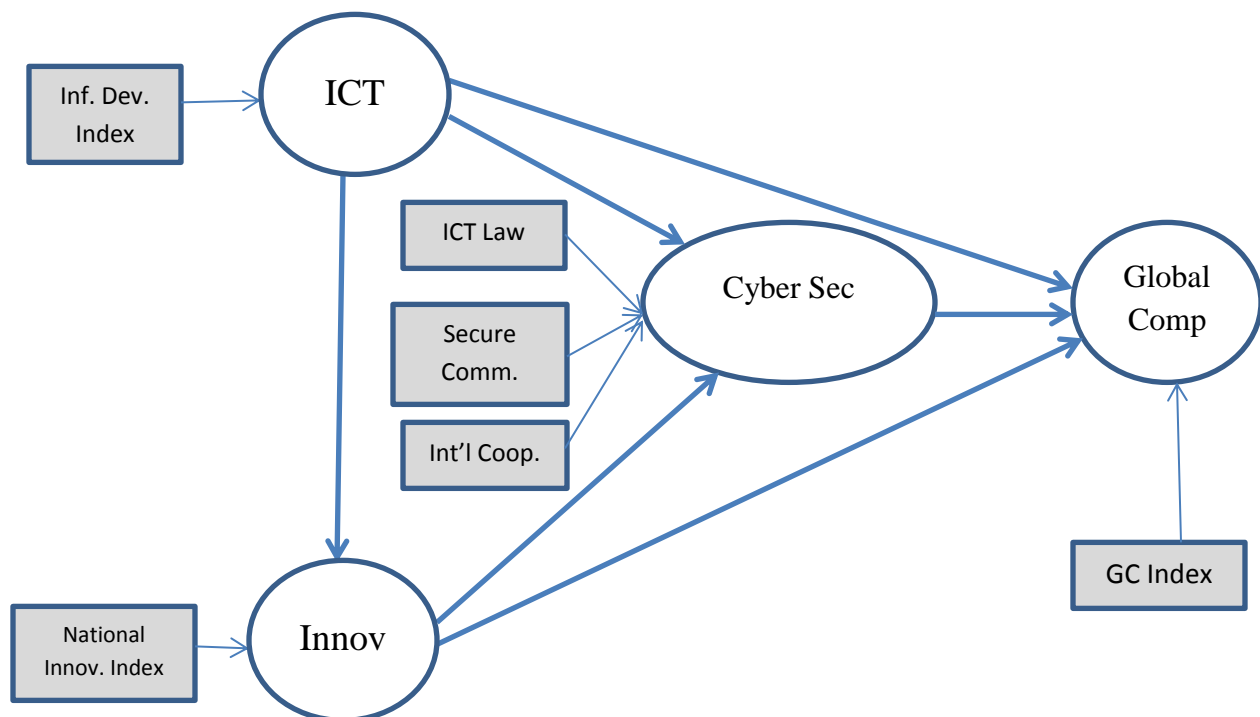 ICT
Inf. Dev.
Index
ICT Law
Cyber Sec
Global
Comp
Secure
Comm.
Int'l Coop.
GC Index
National
Innov. Index
Innov